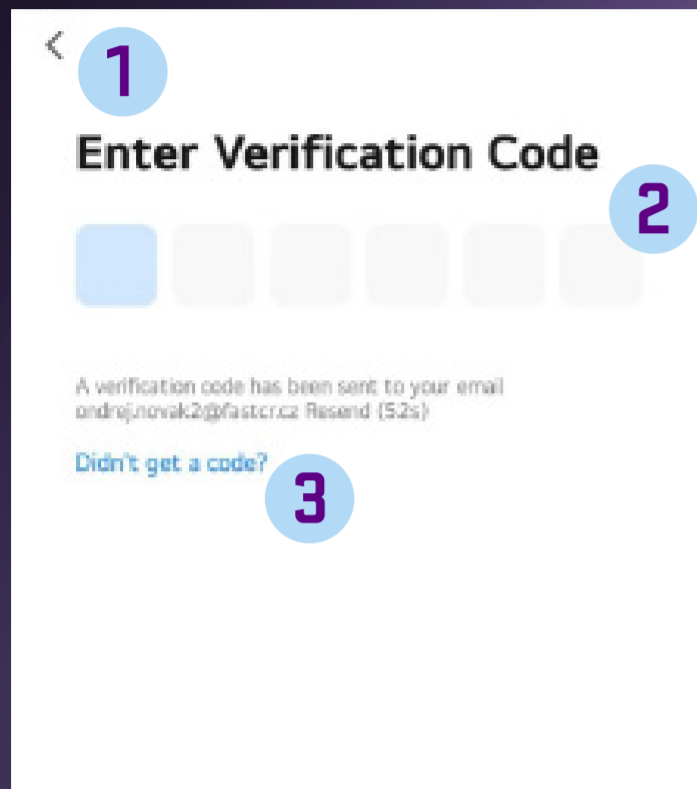 <
1
Enter Verification Code
2
A verification code has been sent to your email
ondrej.novak2@fastcr.cz Resend (52s)
Didn't get a code?
3